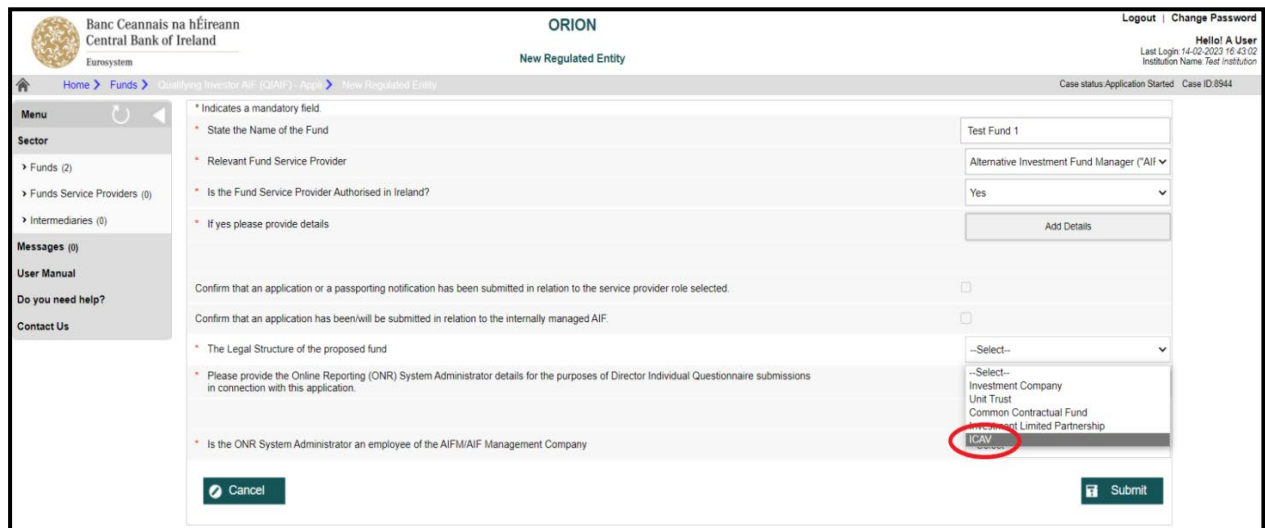 Banc Ceannais na hÉireann
Central Bank of Ireland
Eurosystem
ORION
New Regulated Entity
Logout | Change Password
Hello! A User
Last Login:14-02-2023 16:43:02
Institution Name:Test Institution
Home > Funds > Qualifying Investor AIF (QIAIF) - Appli > New Regulated Entity
Case status:Application Started Case ID:8944
Menu
Sector
> Funds (2)
> Funds Service Providers (0)
> Intermediaries (0)
Messages (0)
User Manual
Do you need help?
Contact Us
* Indicates a mandatory field.
* State the Name of the Fund
Test Fund 1
* Relevant Fund Service Provider
Alternative Investment Fund Manager ("AIF
* Is the Fund Service Provider Authorised in Ireland?
Yes
* If yes please provide details
Add Details
Confirm that an application or a passporting notification has been submitted in relation to the service provider role selected.
Confirm that an application has been/will be submitted in relation to the internally managed AIF.
* The Legal Structure of the proposed fund
--Select--
* Please provide the Online Reporting (ONR) System Administrator details for the purposes of Director Individual Questionnaire submissions
in connection with this application.
--Select--
Investment Company
Unit Trust
Common Contractual Fund
Investment Limited Partnership
ICAV
* Is the ONR System Administrator an employee of the AIFM/AIF Management Company
Cancel
Submit